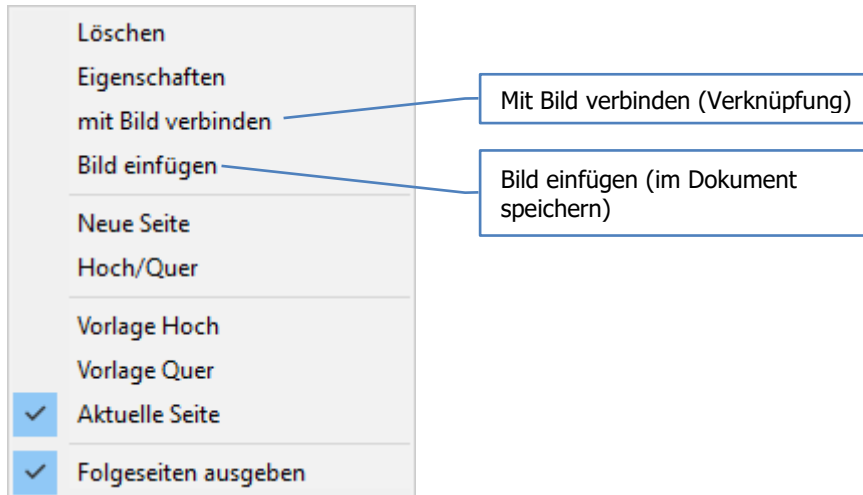 Löschen
Eigenschaften
mit Bild verbinden
Bild einfügen
Neue Seite
Hoch/Quer
Vorlage Hoch
Vorlage Quer
Aktuelle Seite
Folgeseiten ausgeben
Mit Bild verbinden (Verknüpfung)
Bild einfügen (im Dokument
speichern)